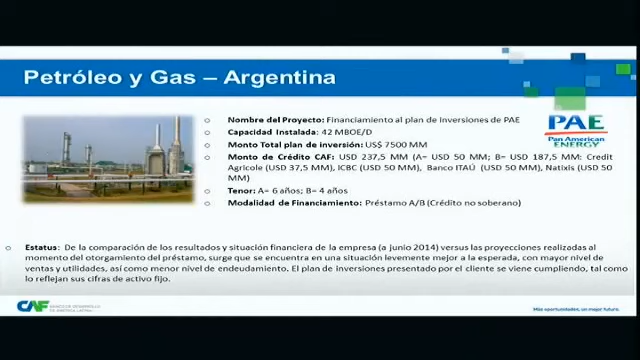 Petróleo y Gas – Argentina
o Nombre del Proyecto: Financiamiento al plan de Inversiones de PAE
o Capacidad Instalada: 42 MBOE/D
o Monto Total plan de inversión: US$ 7500 MM
o Monto de Crédito CAF: USD 237,5 MM (A= USD 50 MM; B= USD 187,5 MM: Credit
Agricole (USD 37,5 MM), ICBC (USD 50 MM), Banco ITAÚ (USD 50 MM), Natixis (USD 50
MM)
o Tenor: A= 6 años; B= 4 años
o Modalidad de Financiamiento: Préstamo A/B (Crédito no soberano)
PAE
Pan American
ENERGY
o Estatus: De la comparación de los resultados y situación financiera de la empresa (a junio 2014) versus las proyecciones realizadas al
momento del otorgamiento del préstamo, surge que se encuentra en una situación levemente mejor a la esperada, con mayor nivel de
ventas y utilidades, así como menor nivel de endeudamiento. El plan de inversiones presentado por el cliente se viene cumpliendo, tal como
lo reflejan sus cifras de activo fijo.
CAF BANCO DE DESARROLLO
DE AMÉRICA LATINA
Más oportunidades, un mejor futuro.